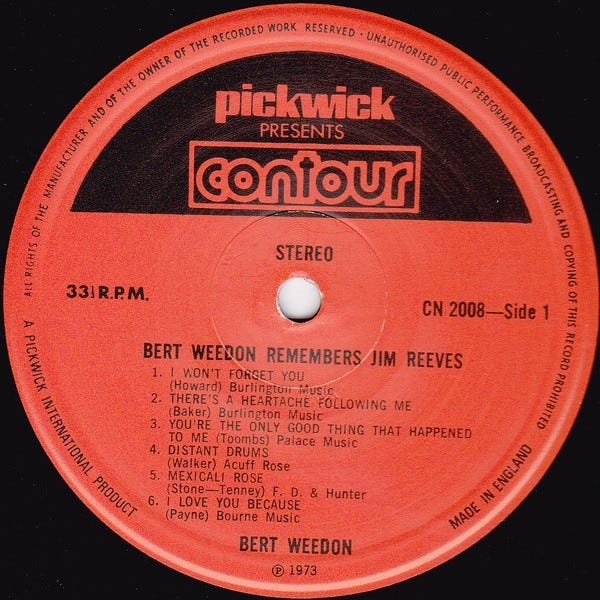 ALL RIGHTS OF THE MANUFACTURER AND OF THE OWNER OF THE RECORDED WORK RESERVED · UNAUTHORISED PUBLIC PERFORMANCE BROADCASTING AND COPYING OF THIS RECORD PROHIBITED
pickwick
PRESENTS
contour
STEREO
33⅓ R.P.M.
CN 2008—Side 1
BERT WEEDON REMEMBERS JIM REEVES
1. I WON'T FORGET YOU
(Howard) Burlington Music
2. THERE'S A HEARTACHE FOLLOWING ME
(Baker) Burlington Music
3. YOU'RE THE ONLY GOOD THING THAT HAPPENED
TO ME (Toombs) Palace Music
4. DISTANT DRUMS
(Walker) Acuff Rose
5. MEXICALI ROSE
(Stone—Tenney) F. D. & Hunter
6. I LOVE YOU BECAUSE
(Payne) Bourne Music
BERT WEEDON
℗ 1973
A PICKWICK INTERNATIONAL PRODUCT
MADE IN ENGLAND